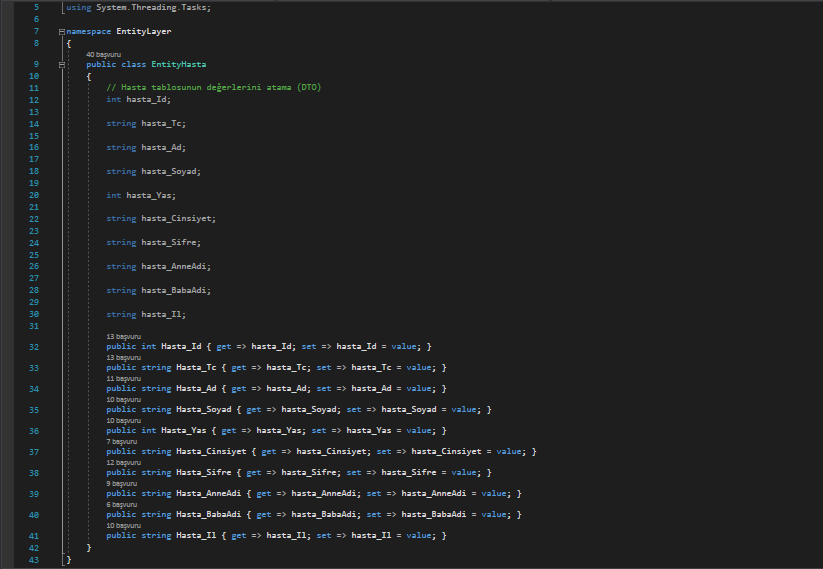 5 using System.Threading.Tasks;
6
7 namespace EntityLayer
8 {
40 başvuru
9 public class EntityHasta
10 {
11 // Hasta tablosunun değerlerini atama (DTO)
12 int hasta_Id;
13
14 string hasta_Tc;
15
16 string hasta_Ad;
17
18 string hasta_Soyad;
19
20 int hasta_Yas;
21
22 string hasta_Cinsiyet;
23
24 string hasta_Sifre;
25
26 string hasta_AnneAdi;
27
28 string hasta_BabaAdi;
29
30 string hasta_Il;
31
13 başvuru
32 public int Hasta_Id { get => hasta_Id; set => hasta_Id = value; }
13 başvuru
33 public string Hasta_Tc { get => hasta_Tc; set => hasta_Tc = value; }
11 başvuru
34 public string Hasta_Ad { get => hasta_Ad; set => hasta_Ad = value; }
10 başvuru
35 public string Hasta_Soyad { get => hasta_Soyad; set => hasta_Soyad = value; }
10 başvuru
36 public int Hasta_Yas { get => hasta_Yas; set => hasta_Yas = value; }
7 başvuru
37 public string Hasta_Cinsiyet { get => hasta_Cinsiyet; set => hasta_Cinsiyet = value; }
12 başvuru
38 public string Hasta_Sifre { get => hasta_Sifre; set => hasta_Sifre = value; }
9 başvuru
39 public string Hasta_AnneAdi { get => hasta_AnneAdi; set => hasta_AnneAdi = value; }
6 başvuru
40 public string Hasta_BabaAdi { get => hasta_BabaAdi; set => hasta_BabaAdi = value; }
10 başvuru
41 public string Hasta_Il { get => hasta_Il; set => hasta_Il = value; }
42 }
43 }